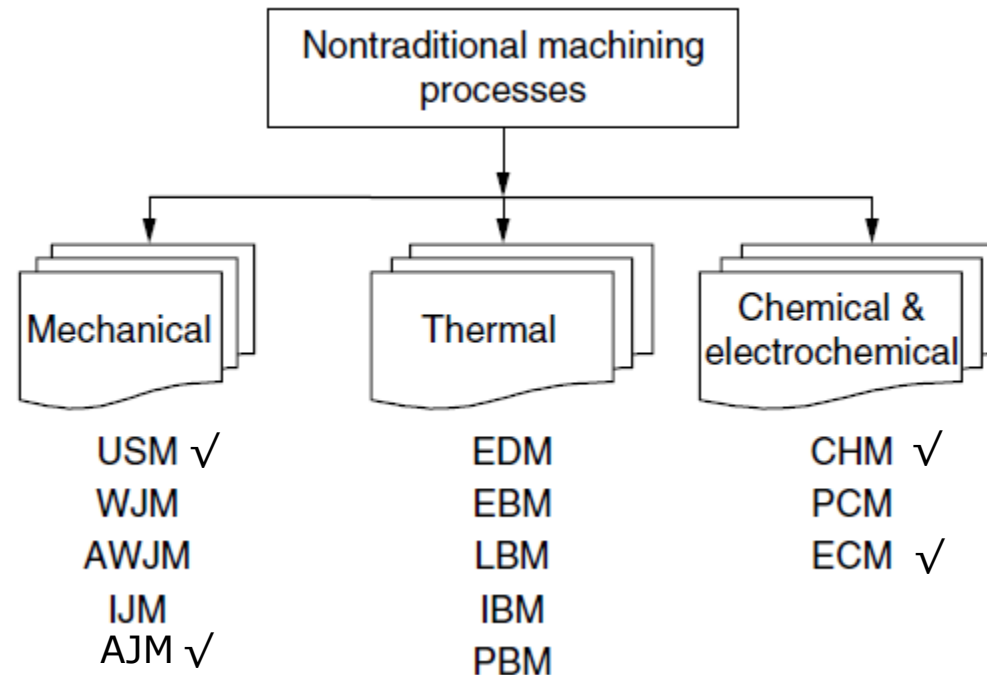 Nontraditional machining
processes
Mechanical
Thermal
Chemical &
electrochemical
USM √
WJM
AWJM
IJM
AJM √
EDM
EBM
LBM
IBM
PBM
CHM √
PCM
ECM √